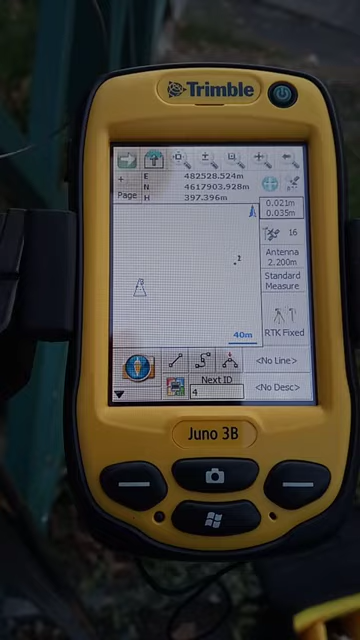 Trimble
E 482528.524m
N 4617903.928m
Page H 397.396m
0.021m
0.035m
16
Antenna
2.200m
Standard
Measure
2
40m
RTK Fixed
<No Line>
Next ID
4
<No Desc>
Juno 3B